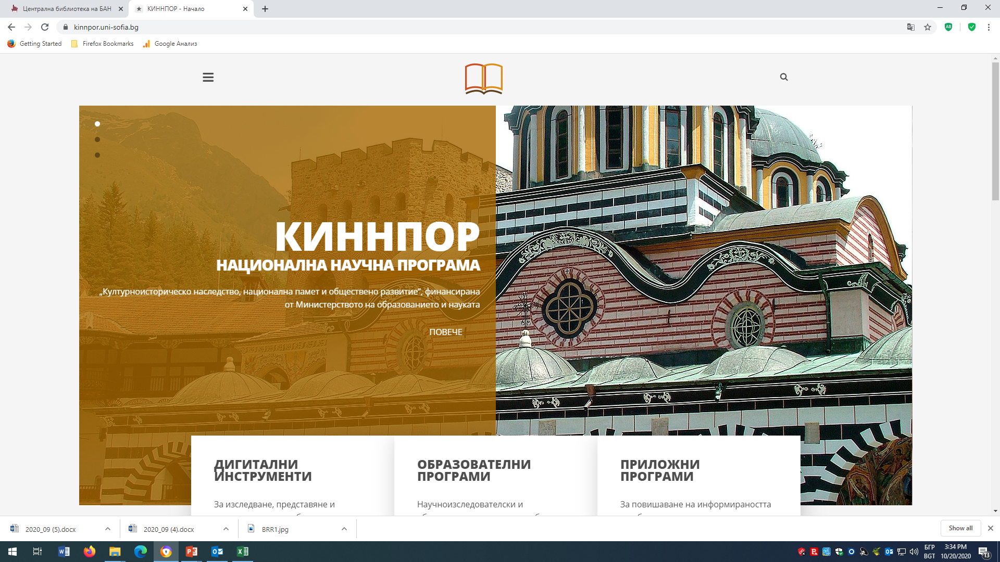 Централна библиотека на БАН
КИННПОР - Начало
kinnpor.uni-sofia.bg
Getting Started
Firefox Bookmarks
Google Анализ
КИННПОР
НАЦИОНАЛНА НАУЧНА ПРОГРАМА
„Културноисторическо наследство, национална памет и обществено развитие”, финансирана
от Министерството на образованието и науката
ПОВЕЧЕ
ДИГИТАЛНИ
ИНСТРУМЕНТИ
За изследване, представяне и
ОБРАЗОВАТЕЛНИ
ПРОГРАМИ
Научноизследователски и
ПРИЛОЖНИ
ПРОГРАМИ
За повишаване на информираността
2020_09 (5).docx
2020_09 (4).docx
BRR1.jpg
Show all
БГР
BGT
3:34 PM
10/20/2020
13